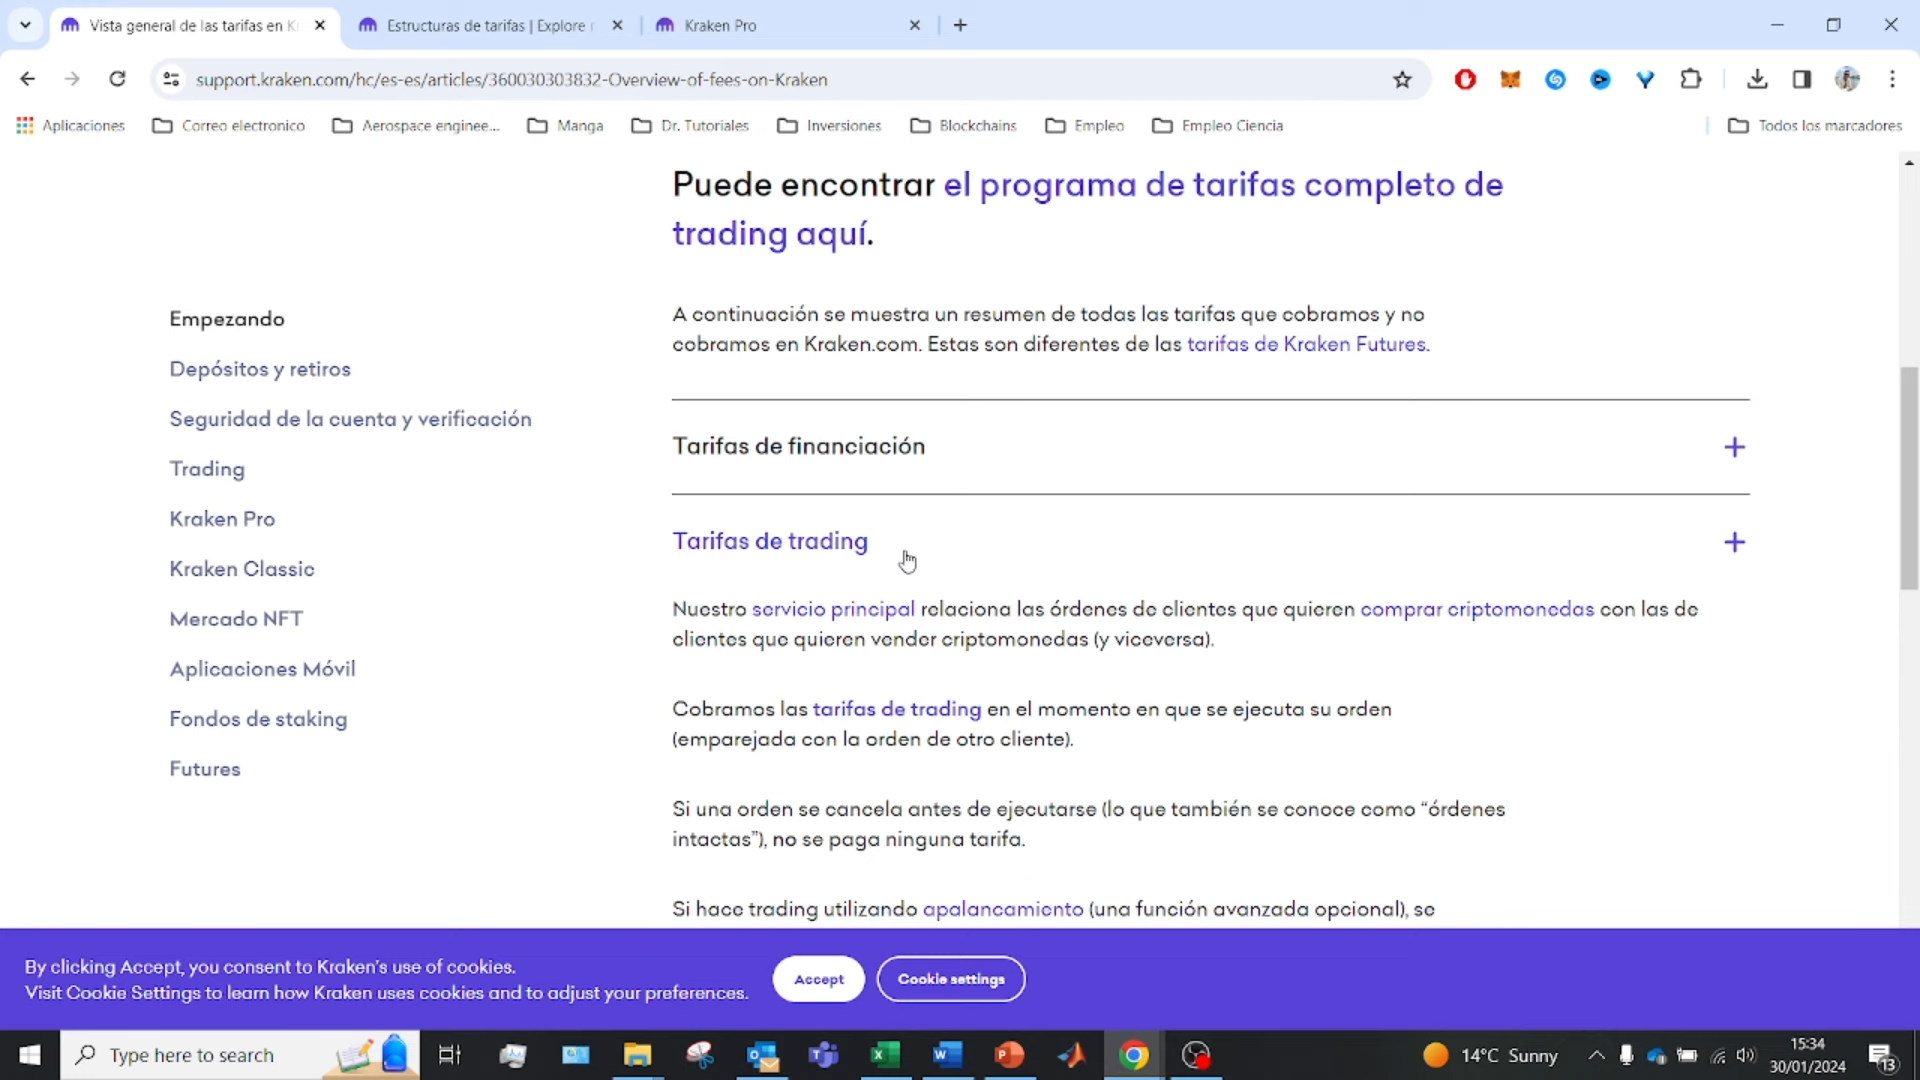 Vista general de las tarifas en K
Estructuras de tarifas | Explore
Kraken Pro
support.kraken.com/hc/es-es/articles/360030303832-Overview-of-fees-on-Kraken
Aplicaciones
Correo electronico
Aerospace enginee...
Manga
Dr. Tutoriales
Inversiones
Blockchains
Empleo
Empleo Ciencia
Todos los marcadores
Puede encontrar el programa de tarifas completo de
trading aquí.
A continuación se muestra un resumen de todas las tarifas que cobramos y no
cobramos en Kraken.com. Estas son diferentes de las tarifas de Kraken Futures.
Empezando
Depósitos y retiros
Seguridad de la cuenta y verificación
Trading
Kraken Pro
Kraken Classic
Mercado NFT
Aplicaciones Móvil
Fondos de staking
Futures
Tarifas de financiación
+
Tarifas de trading
+
Nuestro servicio principal relaciona las órdenes de clientes que quieren comprar criptomonedas con las de
clientes que quieren vender criptomonedas (y viceversa).
Cobramos las tarifas de trading en el momento en que se ejecuta su orden
(emparejada con la orden de otro cliente).
Si una orden se cancela antes de ejecutarse (lo que también se conoce como “órdenes
intactas”), no se paga ninguna tarifa.
Si hace trading utilizando apalancamiento (una función avanzada opcional), se
By clicking Accept, you consent to Kraken's use of cookies.
Visit Cookie Settings to learn how Kraken uses cookies and to adjust your preferences.
Accept
Cookie settings
Type here to search
14°C Sunny
15:34
30/01/2024
13